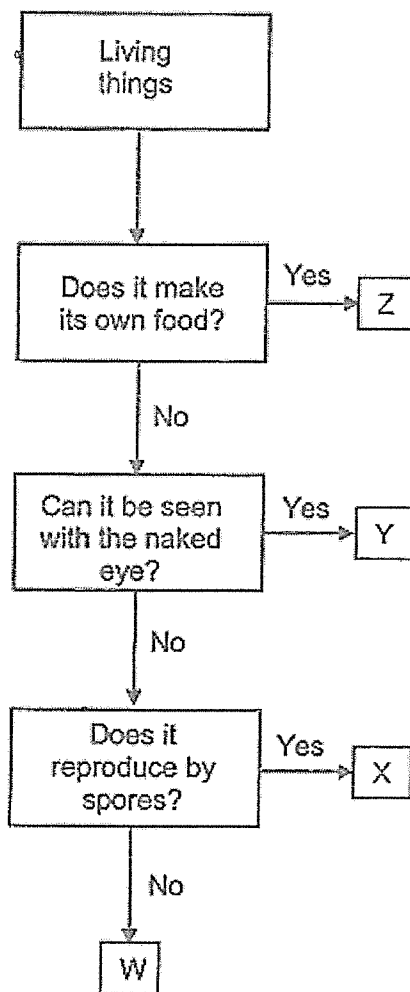 Living
things
Does it make
its own food?
Yes
Z
No
Can it be seen
with the naked
eye?
Yes
Y
No
Does it
reproduce by
spores?
Yes
X
No
W